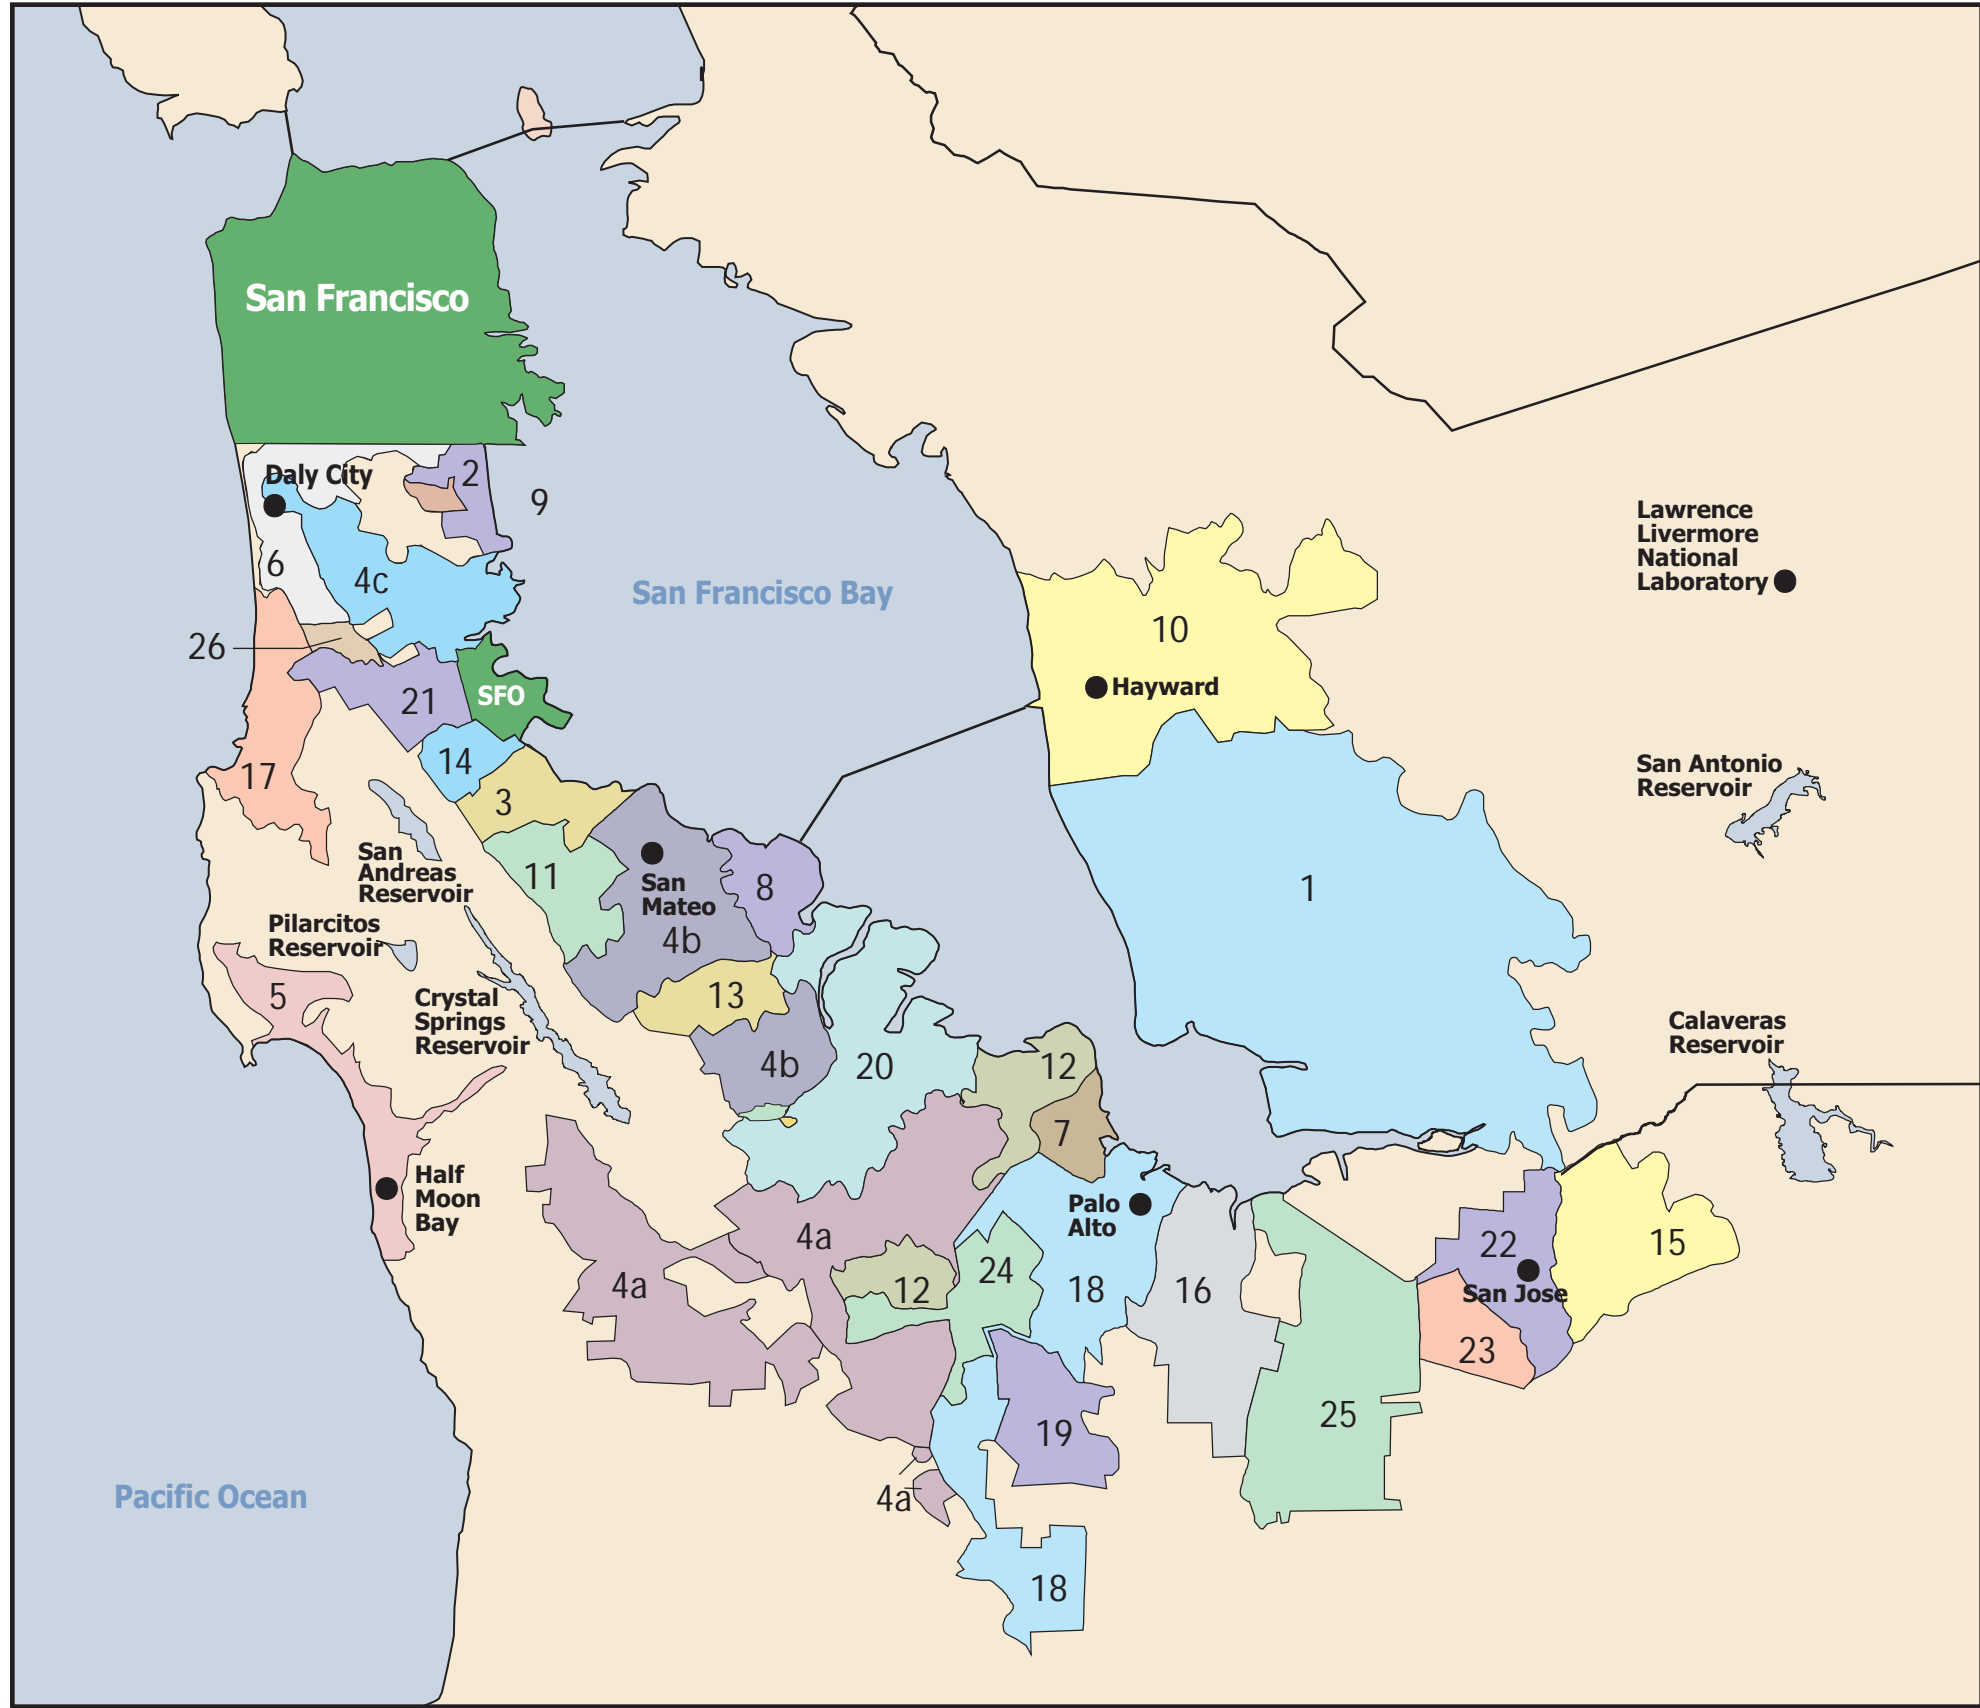 San Francisco
Daly City
2
9
6
4c
San Francisco Bay
Lawrence
Livermore
National
Laboratory
10
26
21
SFO
Hayward
14
17
3
San Antonio
Reservoir
San
Andreas
Reservoir
11
San
Mateo
8
1
Pilarcitos
Reservoir
4b
5
13
Crystal
Springs
Reservoir
Calaveras
Reservoir
4b
20
12
7
Half
Moon
Bay
Palo
Alto
4a
22
15
4a
12
24
18
16
San Jose
23
25
19
Pacific Ocean
4a
18